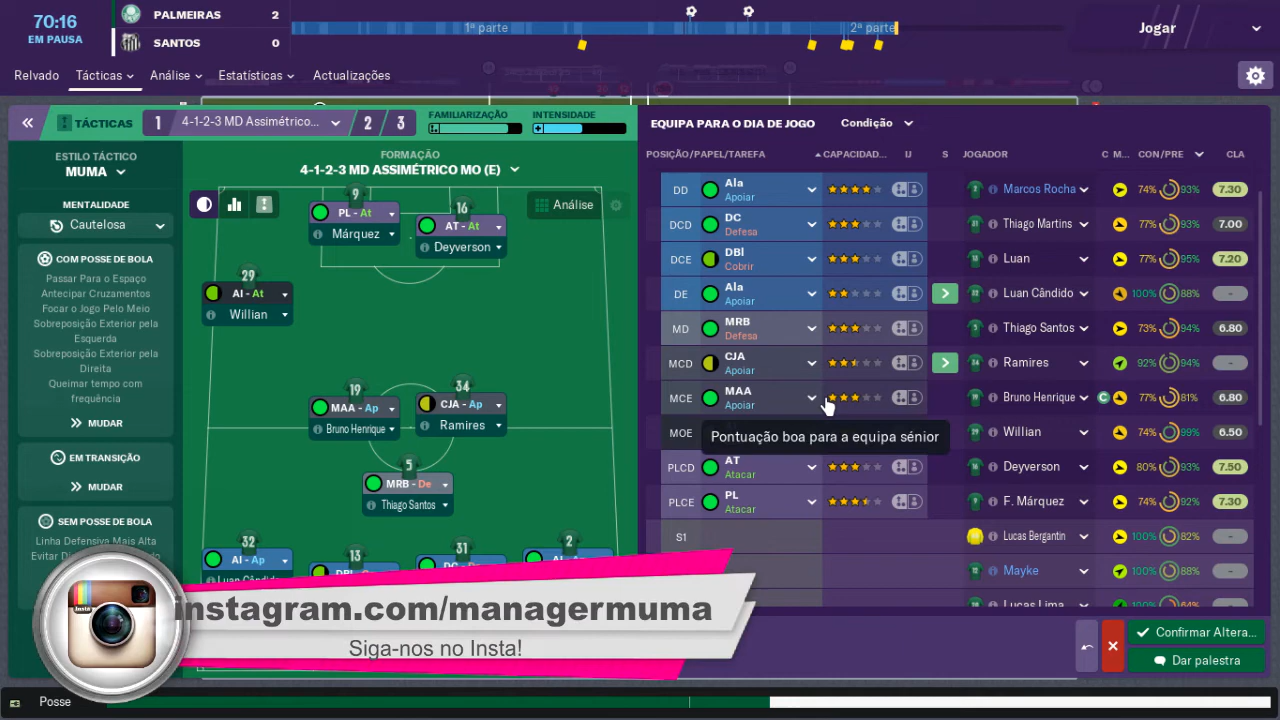 70:16
EM PAUSA
PALMEIRAS 2
SANTOS 0
1ª parte
2ª parte
Jogar
Relvado Tácticas Análise Estatísticas Actualizações
TÁCTICAS
1 4-1-2-3 MD Assimétrico... 2 3
FAMILIARIZAÇÃO
INTENSIDADE
EQUIPA PARA O DIA DE JOGO
Condição
ESTILO TÁCTICO
MUMA
MENTALIDADE
Cautelosa
COM POSSE DE BOLA
Passar Para o Espaço
Antecipar Cruzamentos
Focar o Jogo Pelo Meio
Sobreposição Exterior pela
Esquerda
Sobreposição Exterior pela
Direita
Queimar tempo com
frequência
MUDAR
EM TRANSIÇÃO
MUDAR
SEM POSSE DE BOLA
Linha Defensiva Mais Alta
FORMAÇÃO
4-1-2-3 MD Assimétrico MO (E)
Análise
9
PL - At
Márquez
16
AT - At
Deyverson
29
AI - At
Willian
19
MAA - Ap
Bruno Henrique
34
CJA - Ap
Ramires
5
MRB - De
Thiago Santos
32
AI - Ap
Luan Cândido
13
31
2
POSIÇÃO/PAPEL/TAREFA CAPACIDAD... IJ S JOGADOR C M... CON/PRE CLA
DD Ala Apoiar Marcos Rocha 74% 93% 7.30
DCD DC Defesa Thiago Martins 77% 93% 7.00
DCE DBl Cobrir Luan 77% 95% 7.20
DE Ala Apoiar Luan Cândido 100% 88% -
MD MRB Defesa Thiago Santos 73% 94% 6.80
MCD CJA Apoiar Ramires 92% 94% -
MCE MAA Apoiar Bruno Henrique C 77% 81% 6.80
MOE Willian 74% 99% 6.50
Pontuação boa para a equipa sénior
PLCD AT Atacar Deyverson 80% 93% 7.50
PLCE PL Atacar F. Márquez 74% 92% 7.30
S1 Lucas Bergantin 100% 82% -
Mayke 100% 88% -
Lucas Lima 100% 64%
instagram.com/managermuma
Siga-nos no Insta!
Confirmar Altera...
Dar palestra
Posse